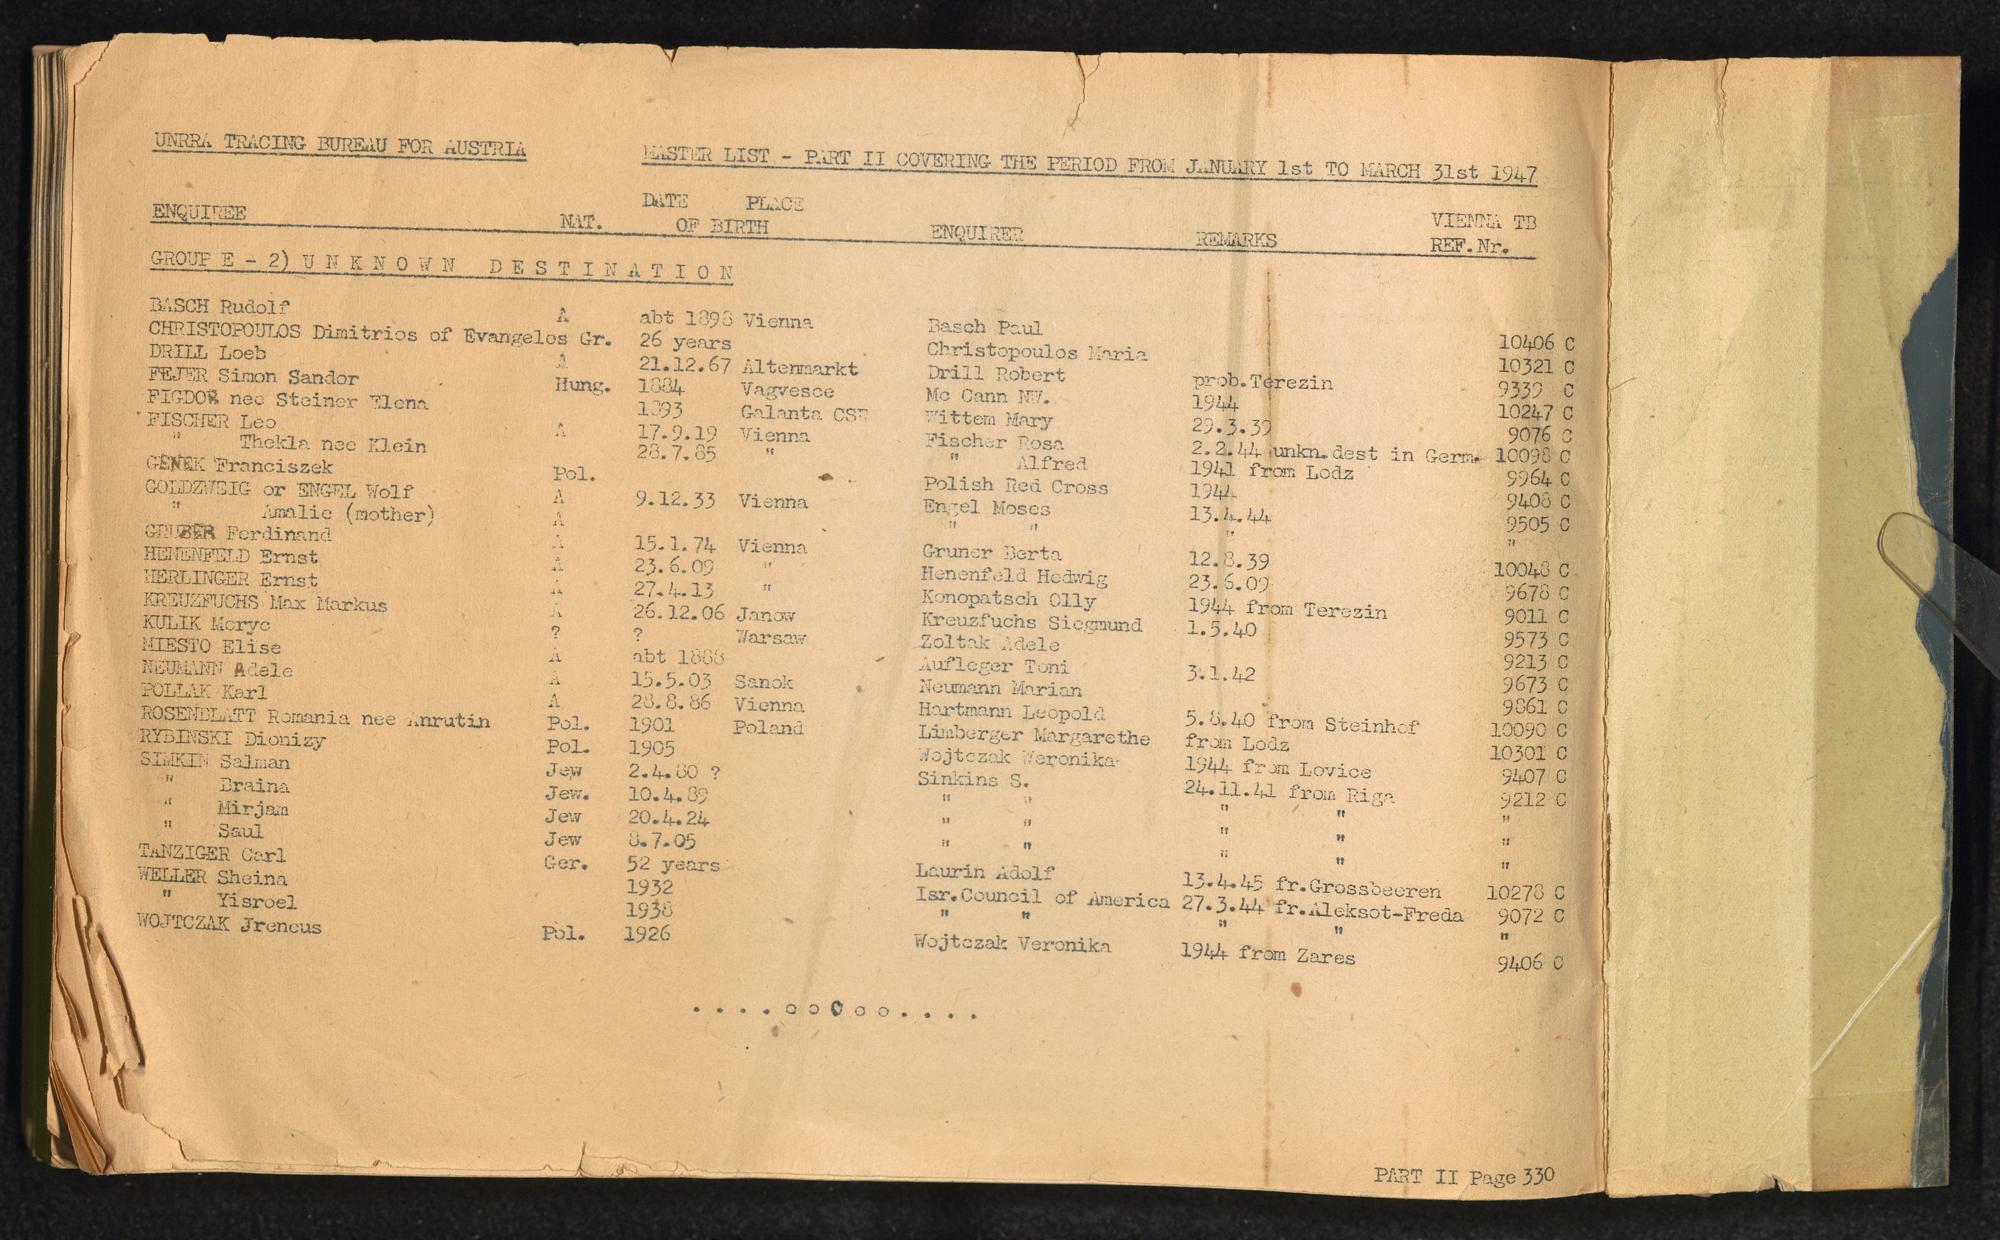 UNRRA TRACING BUREAU FOR AUSTRIA MASTER LIST - PART II COVERING THE PERIOD FROM JANUARY 1st TO MARCH 31st 1947
DATE PLACE
ENQUIREE NAT. OF BIRTH ENQUIRER REMARKS VIENNA TB REF.Nr.
GROUP E - 2) UNKNOWN DESTINATION
BASCH Rudolf A abt 1898 Vienna Basch Paul 10406 C
CHRISTOPOULOS Dimitrios of Evangelos Gr. 26 years Christopoulos Maria 10321 C
DRILL Loeb A 21.12.67 Altenmarkt Drill Robert prob.Terezin 9339 C
FEJER Simon Sandor Hung. 1884 Vagvesce Mc Cann NW. 1944 10247 C
FIGDOR nee Steiner Elena 1893 Galanta CSR Wittem Mary 29.3.39 9076 C
FISCHER Leo A 17.9.19 Vienna Fischer Rosa 2.2.44 unkn.dest in Germ. 10098 C
" Thekla nee Klein 28.7.85 " " Alfred 1941 from Lodz 9964 C
GENEK Franciszek Pol. Polish Red Cross 1944 9408 C
GOLDZWEIG or ENGEL Wolf A 9.12.33 Vienna Engel Moses 13.4.44 9505 C
" Amalie (mother) A " " " "
GRUBER Ferdinand A 15.1.74 Vienna Gruner Berta 12.8.39 10048 C
HENENFELD Ernst A 23.6.09 " Henenfeld Hedwig 23.6.09 9678 C
HERLINGER Ernst A 27.4.13 " Konopatsch Olly 1944 from Terezin 9011 C
KREUZFUCHS Max Markus A 26.12.06 Janow Kreuzfuchs Siegmund 1.5.40 9573 C
KULIK Moryc ? ? Warsaw Zoltak Adele 9213 C
MIESTO Elise A abt 1888 Aufleger Toni 3.1.42 9673 C
NEUMANN Adele A 15.5.03 Sanok Neumann Marian 9861 C
POLLAK Karl A 28.8.86 Vienna Hartmann Leopold 5.8.40 from Steinhof 10090 C
ROSENBLATT Romania nee Anrutin Pol. 1901 Poland Limberger Margarethe from Lodz 10301 C
RYBINSKI Dionizy Pol. 1905 Wojtczak Weronika 1944 from Lovice 9407 C
SIMKIN Salman Jew 2.4.80 ? Sinkins S. 24.11.41 from Riga 9212 C
" Braina Jew. 10.4.89 " " " " "
" Mirjam Jew 20.4.24 " " " " "
" Saul Jew 8.7.05 " " " " "
TANZIGER Carl Ger. 52 years Laurin Adolf 13.4.45 fr.Grossbeeren 10278 C
WELLER Sheina 1932 Isr.Council of America 27.3.44 fr.Aleksot-Freda 9072 C
" Yisroel 1938 " " " " "
WOJTCZAK Jreneus Pol. 1926 Wojtczak Veronika 1944 from Zares 9406 C
....ooOoo....
PART II Page 330